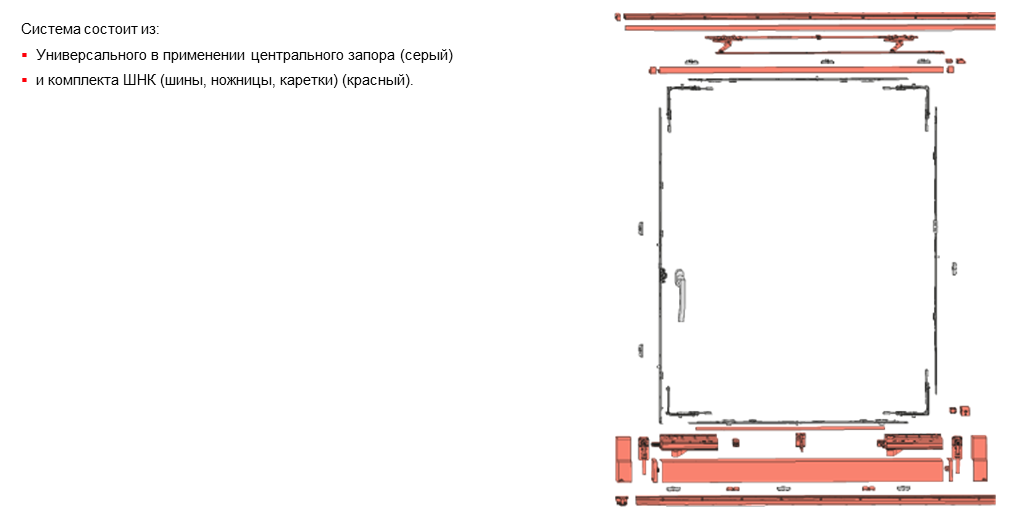 Система состоит из:
Универсального в применении центрального запора (серый)
и комплекта ШНК (шины, ножницы, каретки) (красный).